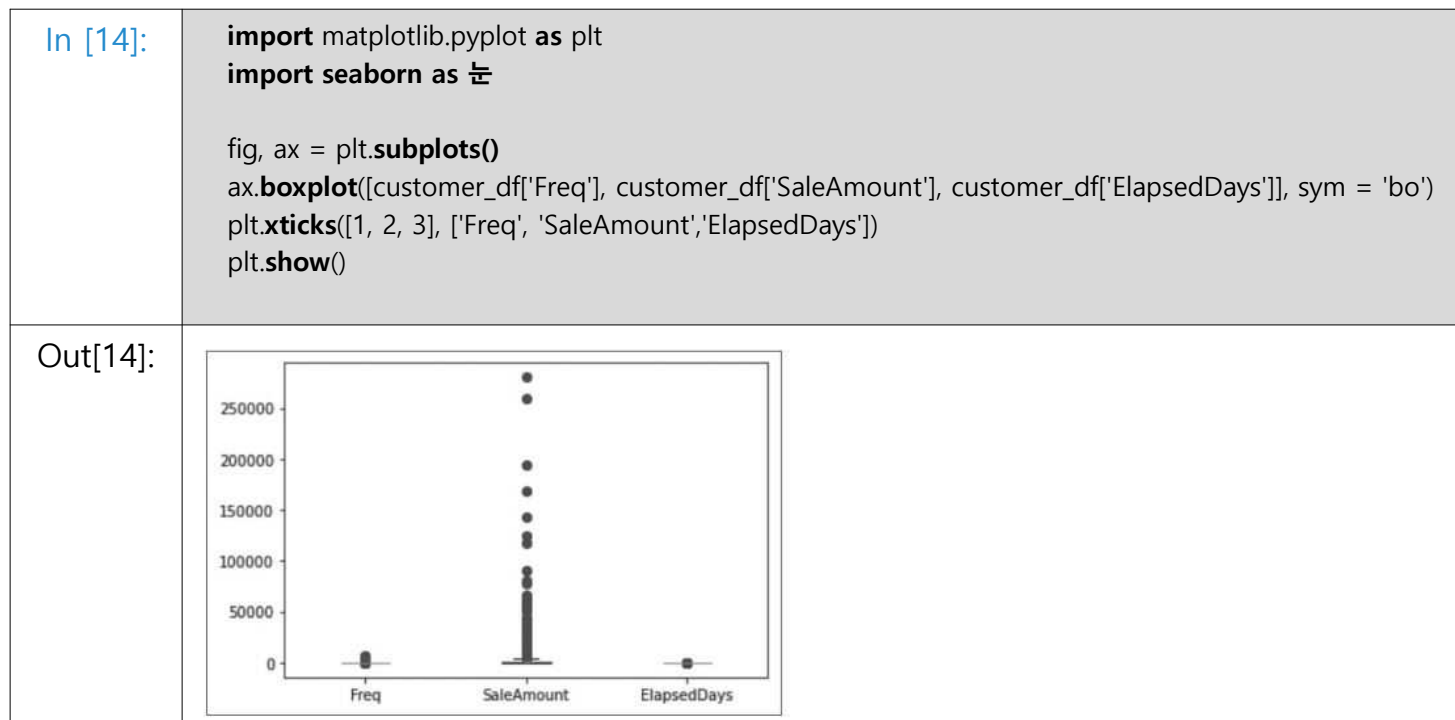 In [14]:
import matplotlib.pyplot as plt
import seaborn as 눈
fig, ax = plt.subplots()
ax.boxplot([customer_df['Freq'], customer_df['SaleAmount'], customer_df['ElapsedDays']], sym = 'bo')
plt.xticks([1, 2, 3], ['Freq', 'SaleAmount','ElapsedDays'])
plt.show()
Out[14]:
250000
200000
150000
100000
50000
0
Freq SaleAmount ElapsedDays